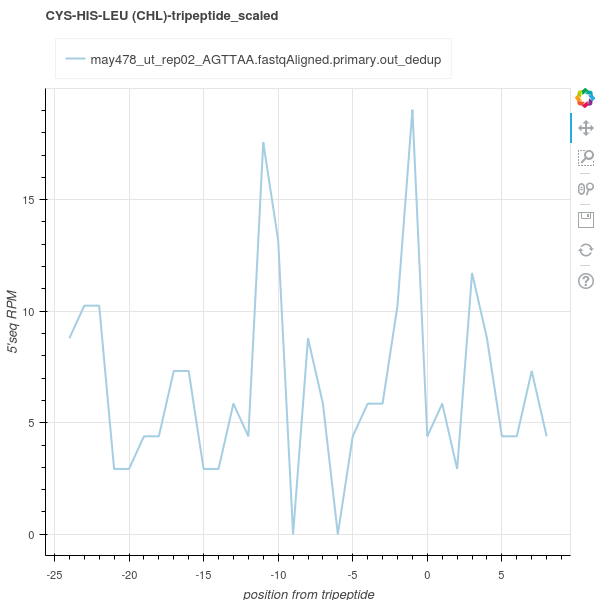 CYS-HIS-LEU (CHL)-tripeptide_scaled
may478_ut_rep02_AGTTAA.fastqAligned.primary.out_dedup
15
10
5
0
5'seq RPM
-25 -20 -15 -10 -5 0 5
position from tripeptide